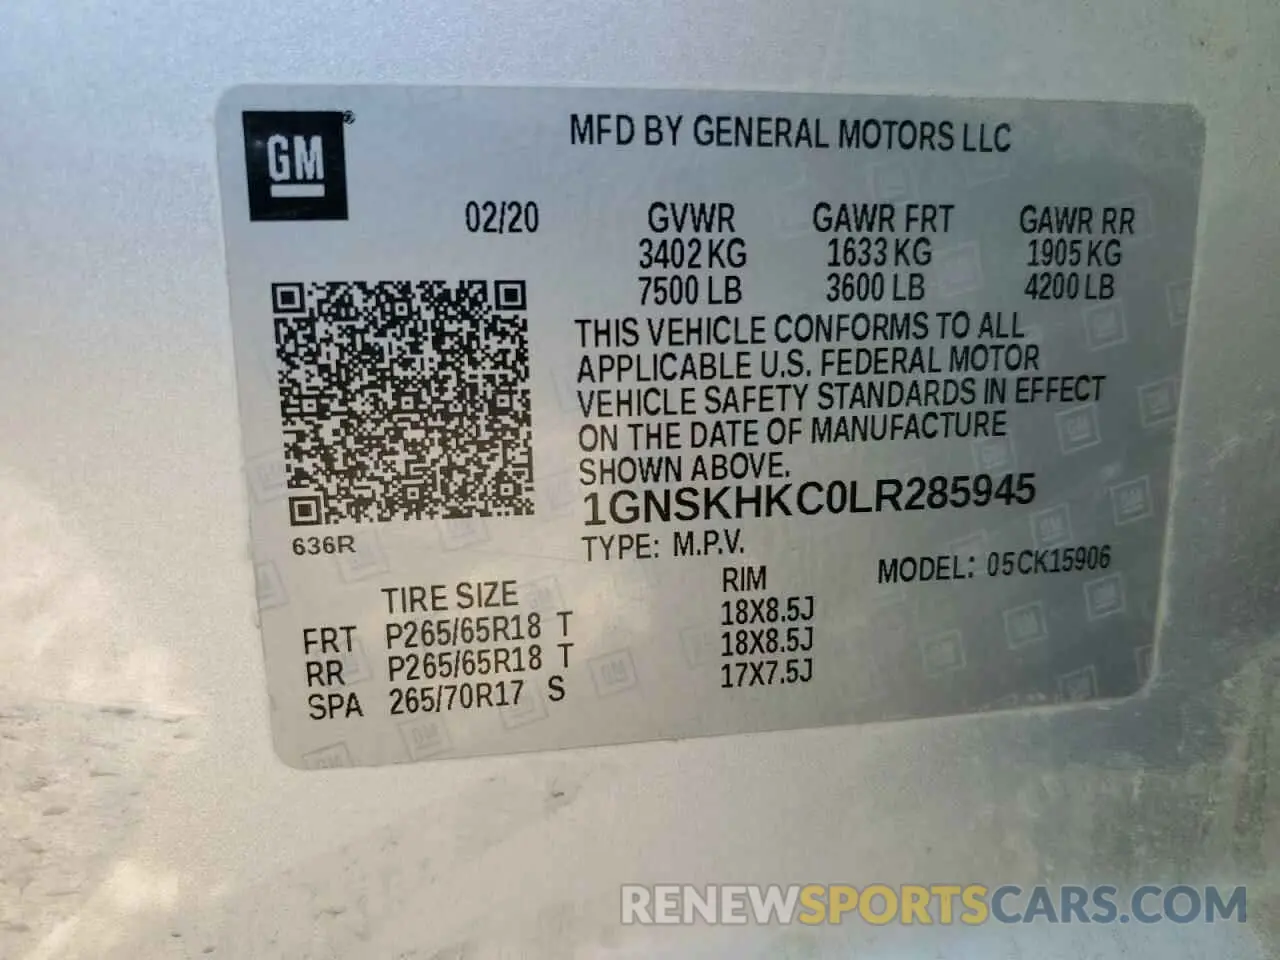 GM®
MFD BY GENERAL MOTORS LLC
02/20
GVWR GAWR FRT GAWR RR
3402 KG 1633 KG 1905 KG
7500 LB 3600 LB 4200 LB
THIS VEHICLE CONFORMS TO ALL
APPLICABLE U.S. FEDERAL MOTOR
VEHICLE SAFETY STANDARDS IN EFFECT
ON THE DATE OF MANUFACTURE
SHOWN ABOVE.
1GNSKHKC0LR285945
636R
TYPE: M.P.V.
MODEL: 05CK15906
TIRE SIZE RIM
FRT P265/65R18 T 18X8.5J
RR P265/65R18 T 18X8.5J
SPA 265/70R17 S 17X7.5J
RENEWSPORTSCARS.COM